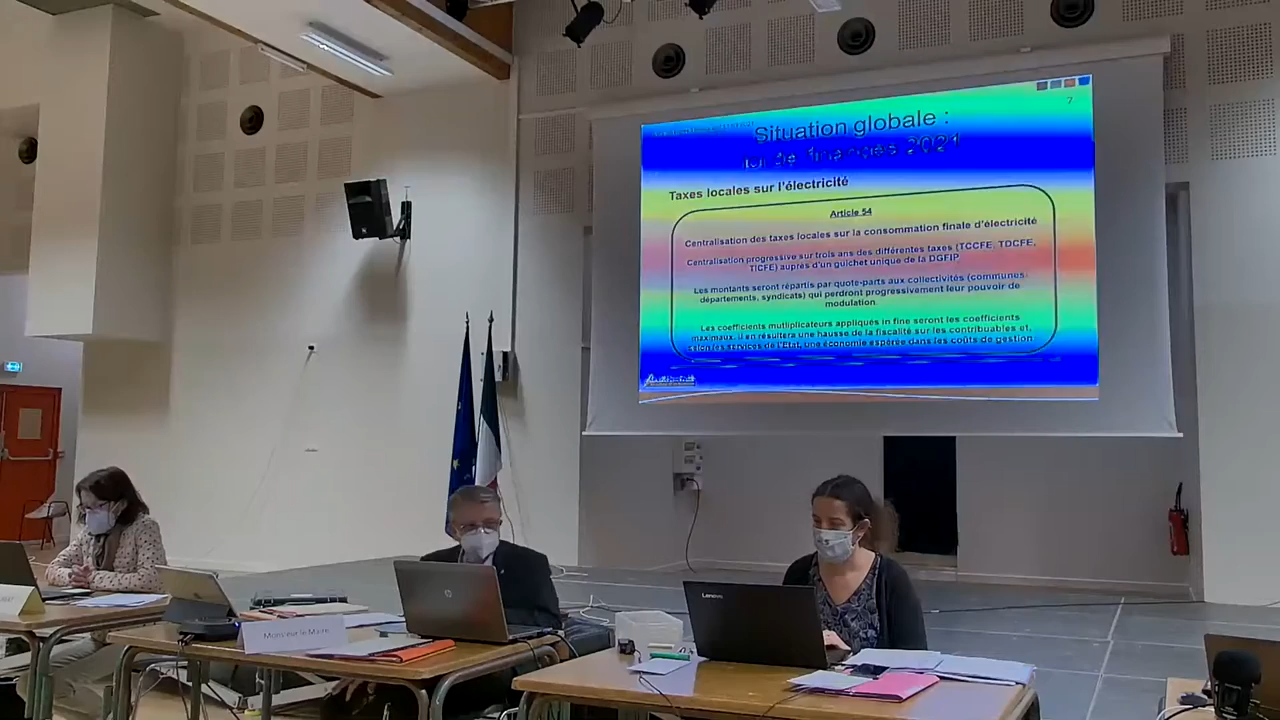 7
Situation globale :
loi de finances 2021
Taxes locales sur l'électricité
Article 54
Centralisation des taxes locales sur la consommation finale d'électricité
Centralisation progressive sur trois ans des différentes taxes (TCCFE, TDCFE,
TICFE) auprès d'un guichet unique de la DGFIP
Les montants seront répartis par quote-parts aux collectivités (communes,
départements, syndicats) qui perdront progressivement leur pouvoir de
modulation.
Les coefficients mutliplicateurs appliqués in fine seront les coefficients
maximaux. Il en résultera une hausse de la fiscalité sur les contribuables et,
selon les services de l'Etat, une économie espérée dans les coûts de gestion
Monsieur le Maire
hp
Lenovo